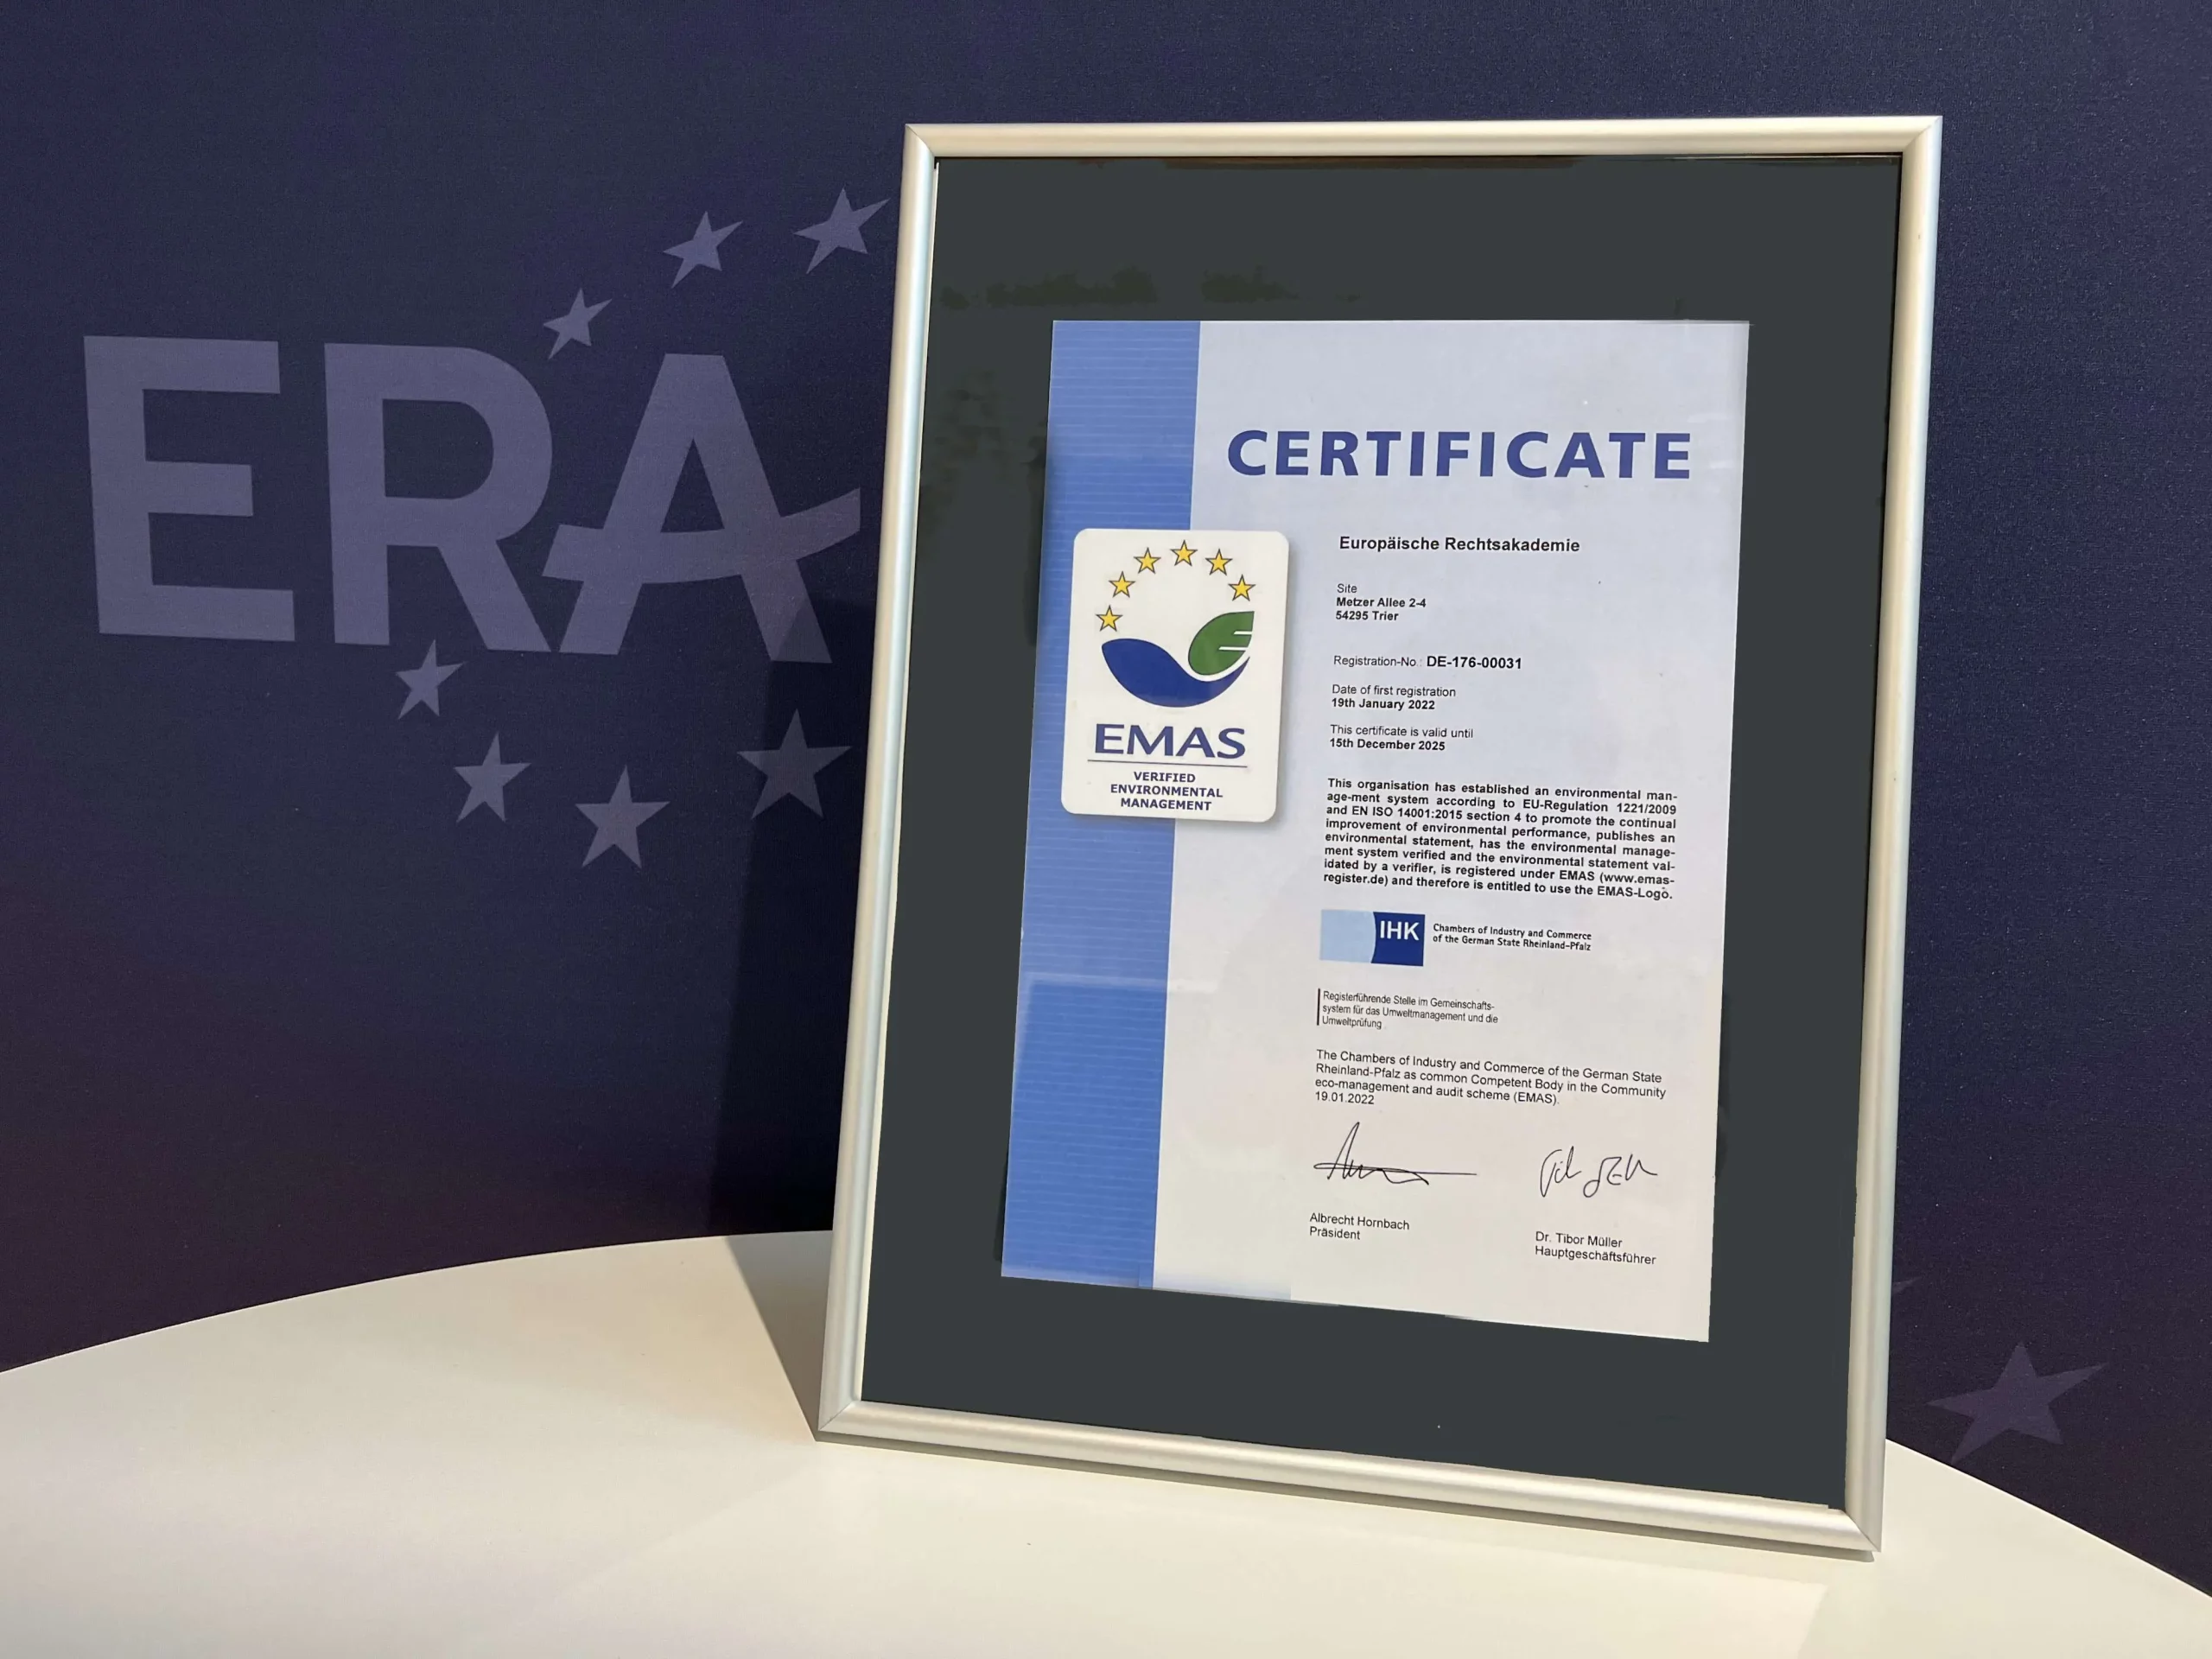 ERA
CERTIFICATE
Europäische Rechtsakademie
Site
Metzer Allee 2-4
54295 Trier
Registration-No.: DE-176-00031
Date of first registration
19th January 2022
This certificate is valid until
15th December 2025
EMAS
VERIFIED
ENVIRONMENTAL
MANAGEMENT
This organisation has established an environmental man-
age-ment system according to EU-Regulation 1221/2009
and EN ISO 14001:2015 section 4 to promote the continual
improvement of environmental performance, publishes an
environmental statement, has the environmental manage-
ment system verified and the environmental statement val-
idated by a verifier, is registered under EMAS (www.emas-
register.de) and therefore is entitled to use the EMAS-Logo.
IHK
Chambers of Industry and Commerce
of the German State Rheinland-Pfalz
Registerführende Stelle im Gemeinschafts-
system für das Umweltmanagement und die
Umweltprüfung
The Chambers of Industry and Commerce of the German State
Rheinland-Pfalz as common Competent Body in the Community
eco-management and audit scheme (EMAS).
19.01.2022
Albrecht Hornbach
Präsident
Dr. Tibor Müller
Hauptgeschäftsführer